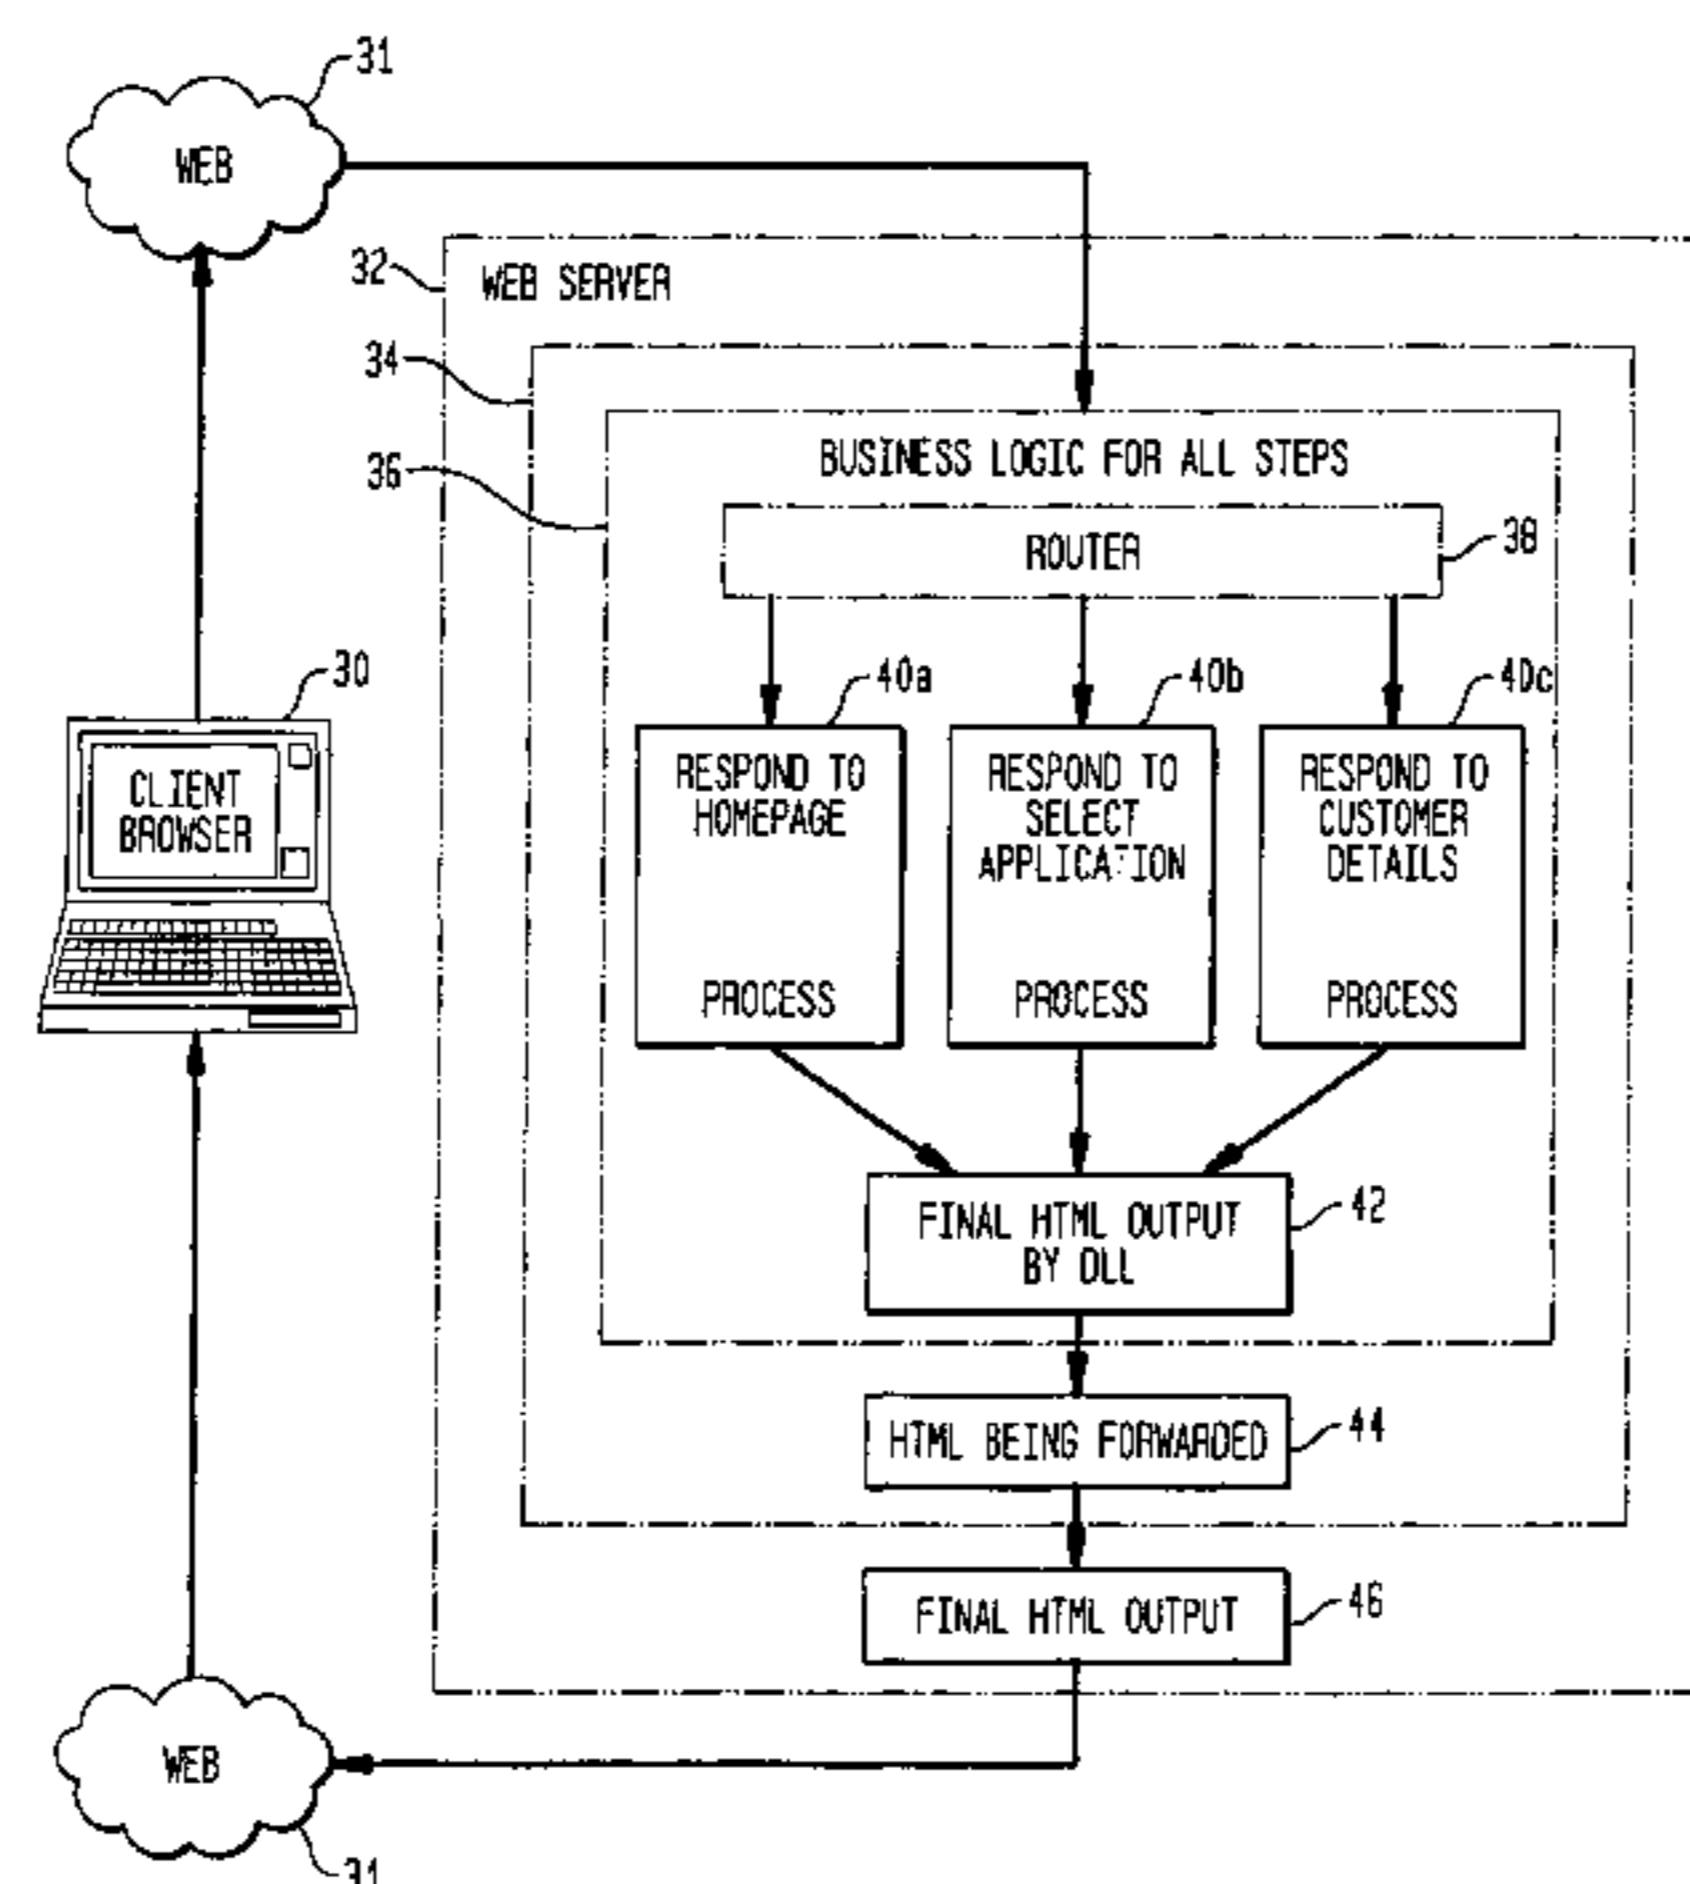 31
WEB
32
WEB SERVER
34
36
BUSINESS LOGIC FOR ALL STEPS
ROUTER
38
30
CLIENT
BROWSER
40a
40b
40c
RESPOND TO
HOMEPAGE
PROCESS
RESPOND TO
SELECT
APPLICATION
PROCESS
RESPOND TO
CUSTOMER
DETAILS
PROCESS
FINAL HTML OUTPUT
BY DLL
42
HTML BEING FORWARDED
44
FINAL HTML OUTPUT
46
WEB
31